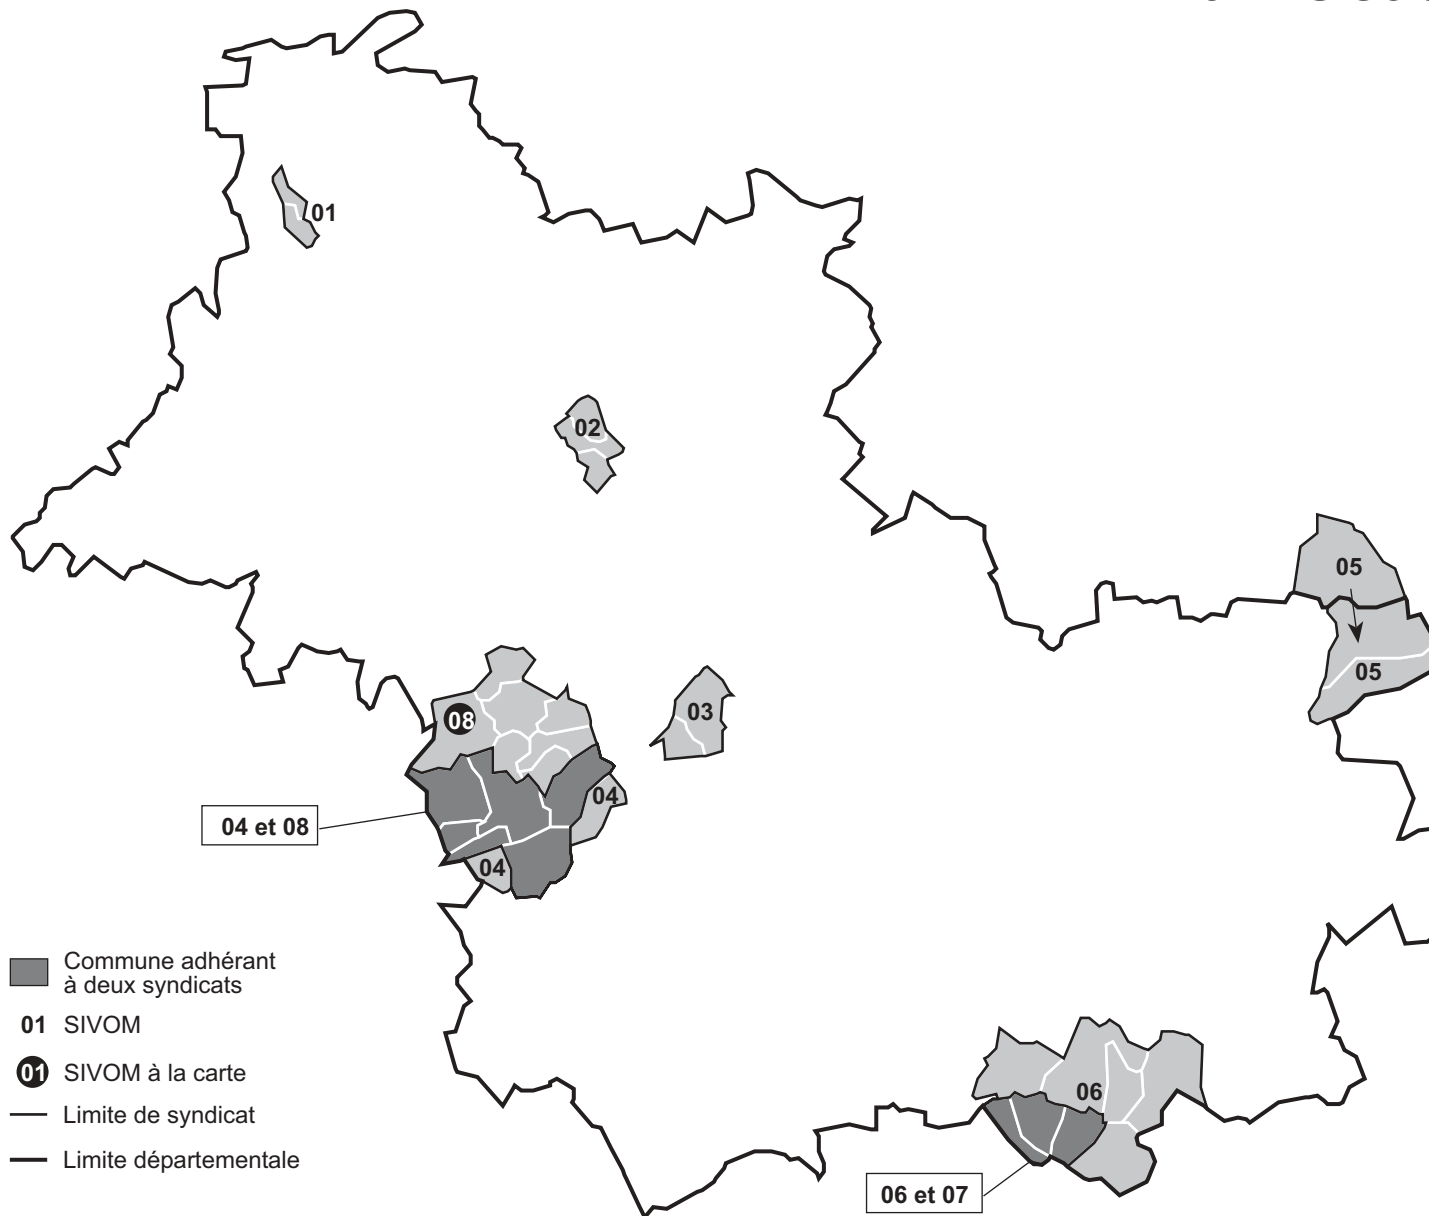 01
02
05
05
03
08
04
04 et 08
04
Commune adhérant
à deux syndicats
01 SIVOM
01 SIVOM à la carte
Limite de syndicat
Limite départementale
06
06 et 07